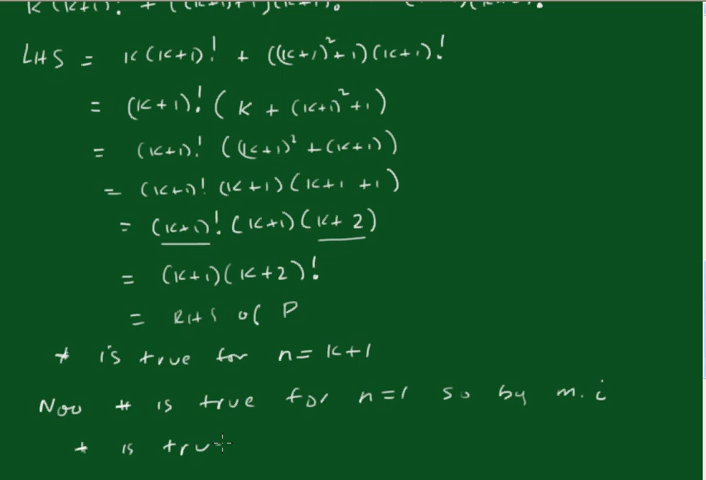 LHS = K(K+1)! + ((K+1)²+1)(K+1)!
= (K+1)! (K + (K+1)²+1)
= (K+1)! ((K+1)² + (K+1))
= (K+1)! (K+1)(K+1+1)
= (K+1)! (K+1)(K+2)
= (K+1)(K+2)!
= RHS of P
* is true for n=K+1
Now * is true for n=1 so by m.i
* is tru